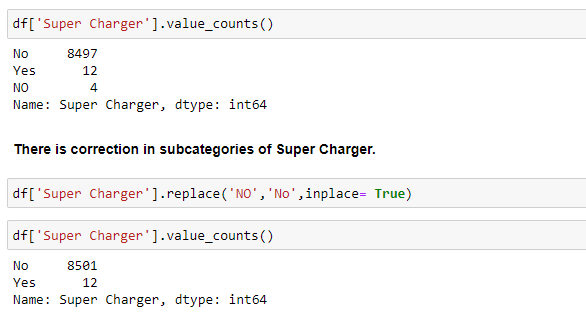 df['Super Charger'].value_counts()
No     8497
Yes      12
NO        4
Name: Super Charger, dtype: int64
There is correction in subcategories of Super Charger.
df['Super Charger'].replace('NO','No',inplace= True)
df['Super Charger'].value_counts()
No     8501
Yes      12
Name: Super Charger, dtype: int64